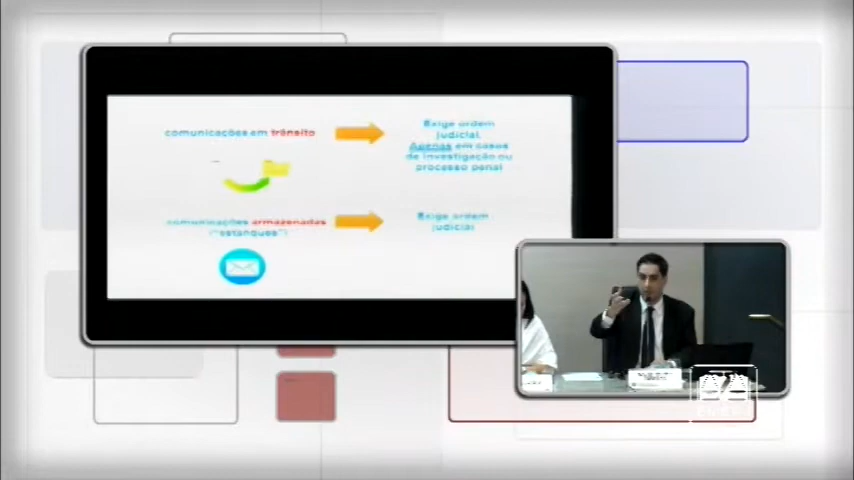 comunicações em trânsito
Exige ordem
judicial.
Apenas em casos
de investigação ou
processo penal
comunicações armazenadas
("estanques")
Exige ordem
judicial